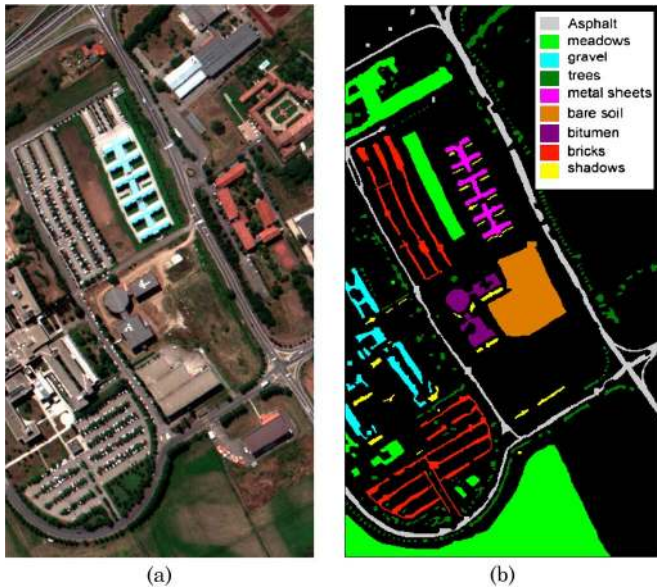 Asphalt
meadows
gravel
trees
metal sheets
bare soil
bitumen
bricks
shadows
(a)
(b)